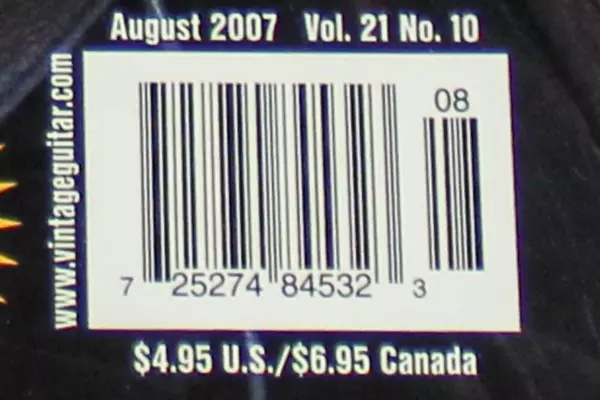 August 2007 Vol. 21 No. 10
www.vintageguitar.com
08
7 25274 84532 3
$4.95 U.S./$6.95 Canada